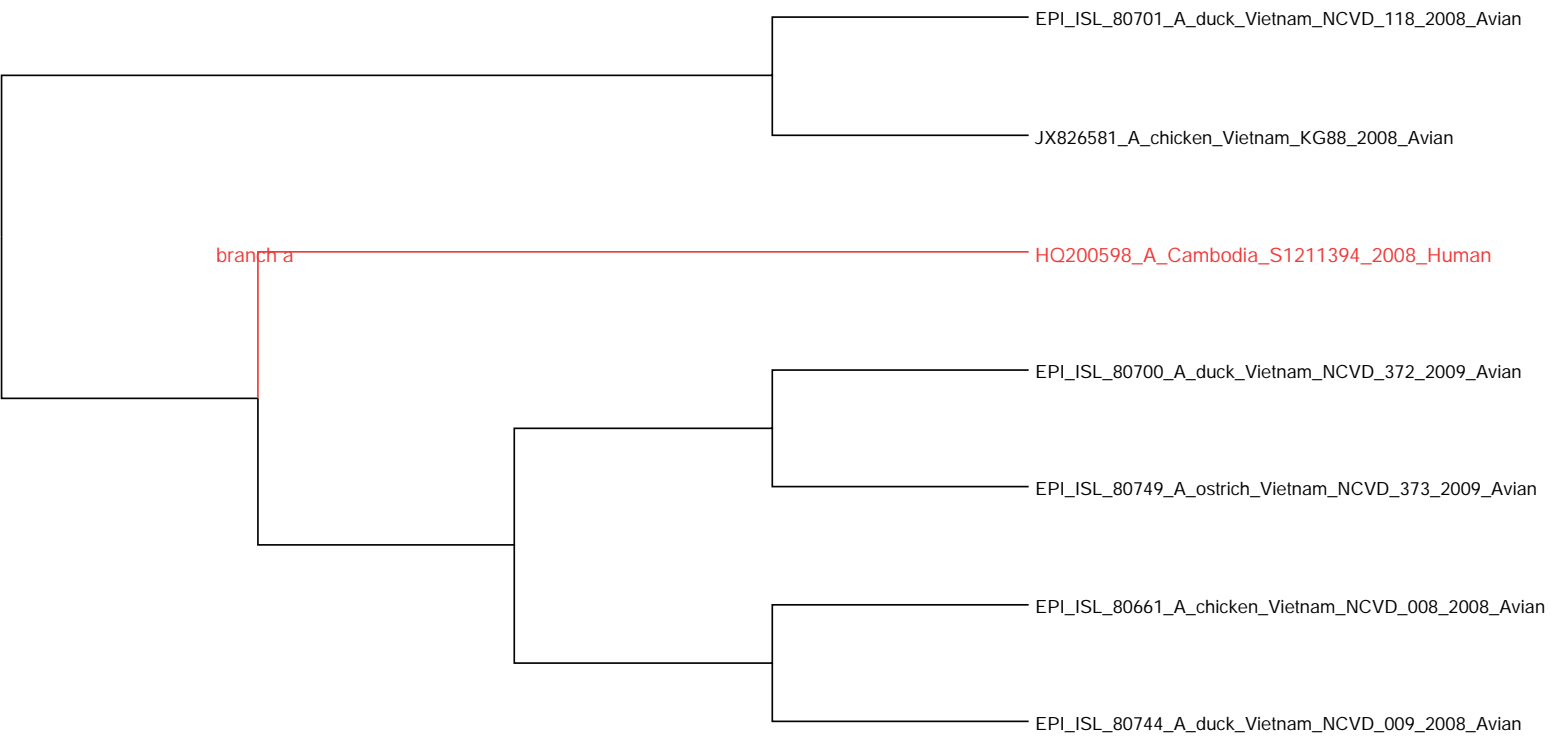 EPI_ISL_80701_A_duck_Vietnam_NCVD_118_2008_Avian
JX826581_A_chicken_Vietnam_KG88_2008_Avian
branch a
HQ200598_A_Cambodia_S1211394_2008_Human
EPI_ISL_80700_A_duck_Vietnam_NCVD_372_2009_Avian
EPI_ISL_80749_A_ostrich_Vietnam_NCVD_373_2009_Avian
EPI_ISL_80661_A_chicken_Vietnam_NCVD_008_2008_Avian
EPI_ISL_80744_A_duck_Vietnam_NCVD_009_2008_Avian